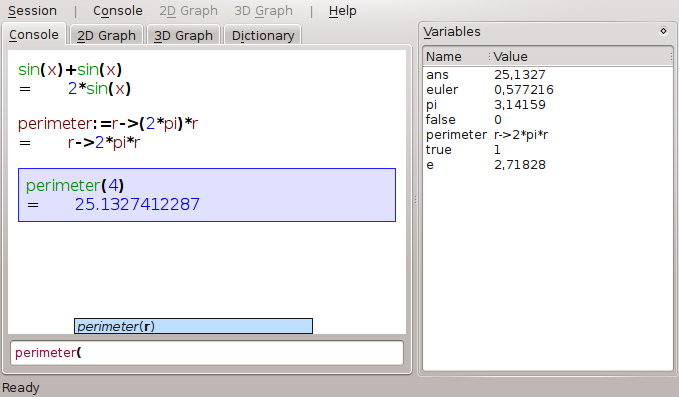 Session | Console 2D Graph 3D Graph | Help
Console 2D Graph 3D Graph Dictionary
sin(x)+sin(x)
= 2*sin(x)
perimeter:=r->(2*pi)*r
= r->2*pi*r
perimeter(4)
= 25.1327412287
perimeter(r)
perimeter(
Variables
Name Value
ans 25,1327
euler 0,577216
pi 3,14159
false 0
perimeter r->2*pi*r
true 1
e 2,71828
Ready